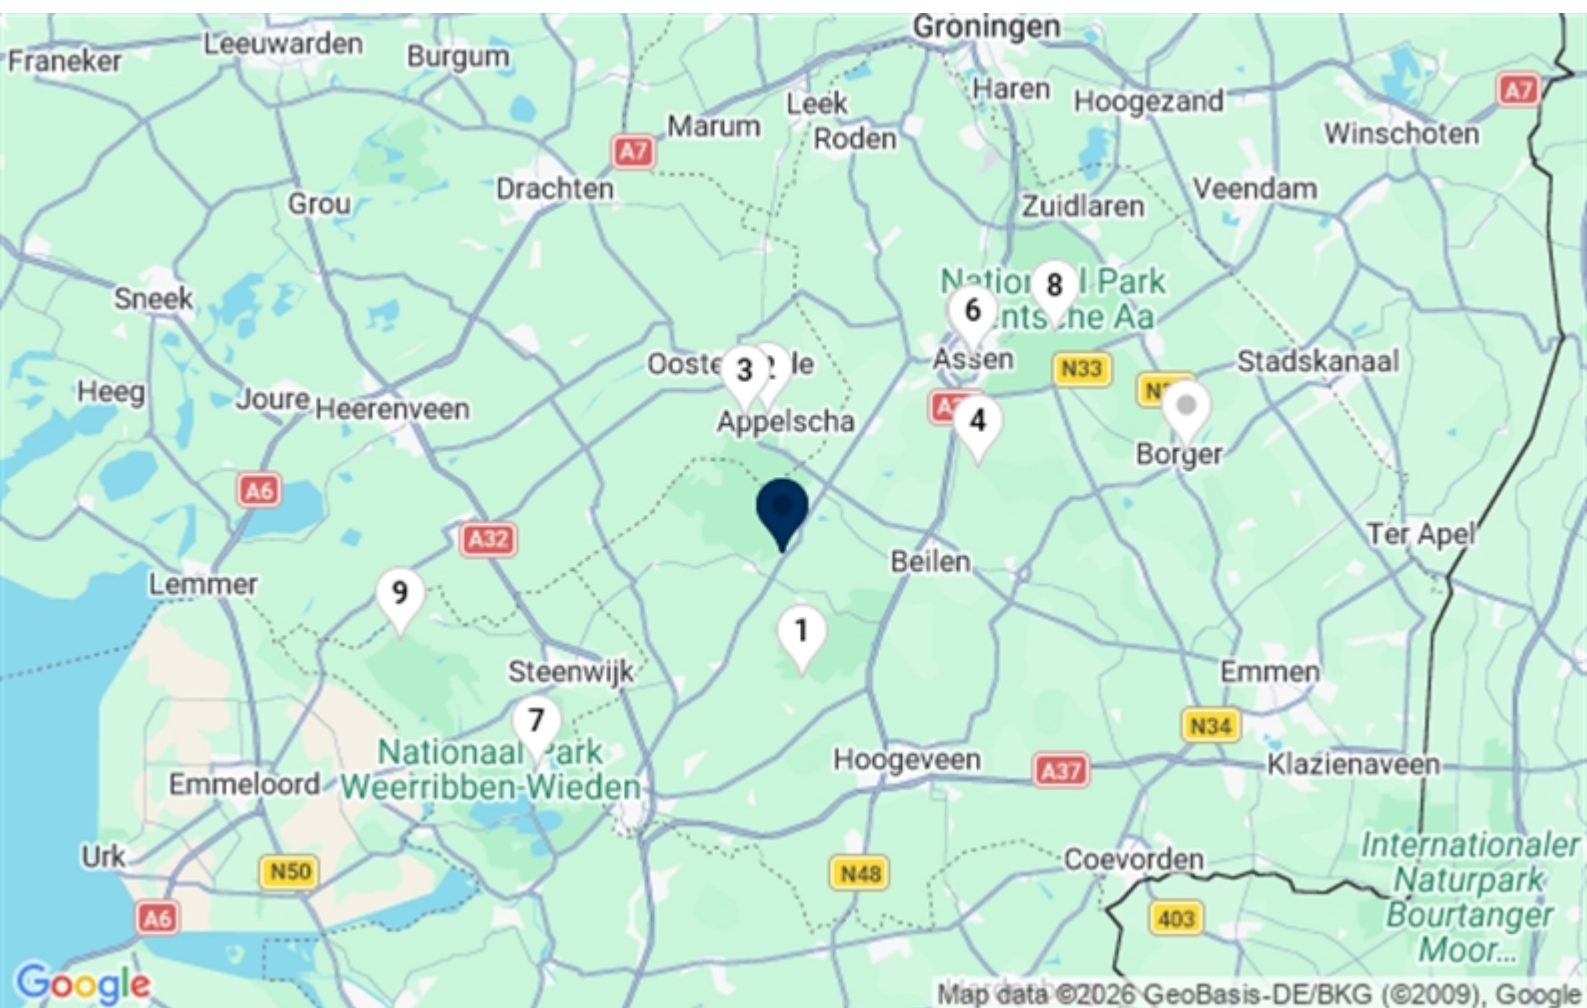 Groningen
Leeuwarden
Franeker
Burgum
Haren
Hoogezand
A7
Leek
Marum
Roden
Winschoten
A7
Drachten
Grou
Veendam
Zuidlaren
Sneek
8
6
Assen
N33
Stadskanaal
3
Heeg
Joure
Heerenveen
Appelscha
4
Borger
A6
A32
Ter Apel
Beilen
Lemmer
9
1
Steenwijk
Emmen
7
N34
Nationaal Park
Weerribben-Wieden
Hoogeveen
A37
Klazienaveen
Emmeloord
Urk
N50
N48
Coevorden
Internationaler
Naturpark
Bourtanger
Moor...
A6
403
Google
Map data ©2026 GeoBasis-DE/BKG (©2009), Google